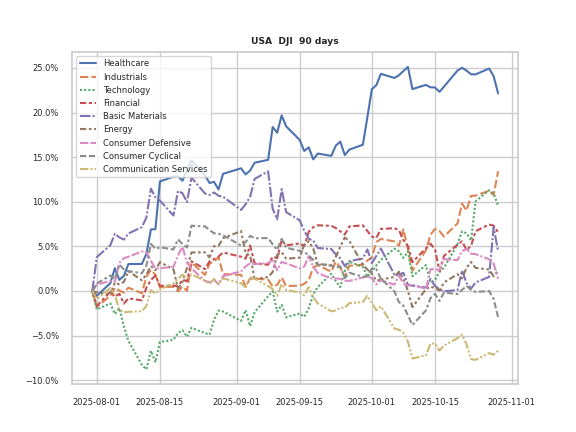 USA DJI 90 days
25.0%
20.0%
15.0%
10.0%
5.0%
0.0%
−5.0%
−10.0%
Healthcare
Industrials
Technology
Financial
Basic Materials
Energy
Consumer Defensive
Consumer Cyclical
Communication Services
2025-08-01
2025-08-15
2025-09-01
2025-09-15
2025-10-01
2025-10-15
2025-11-01